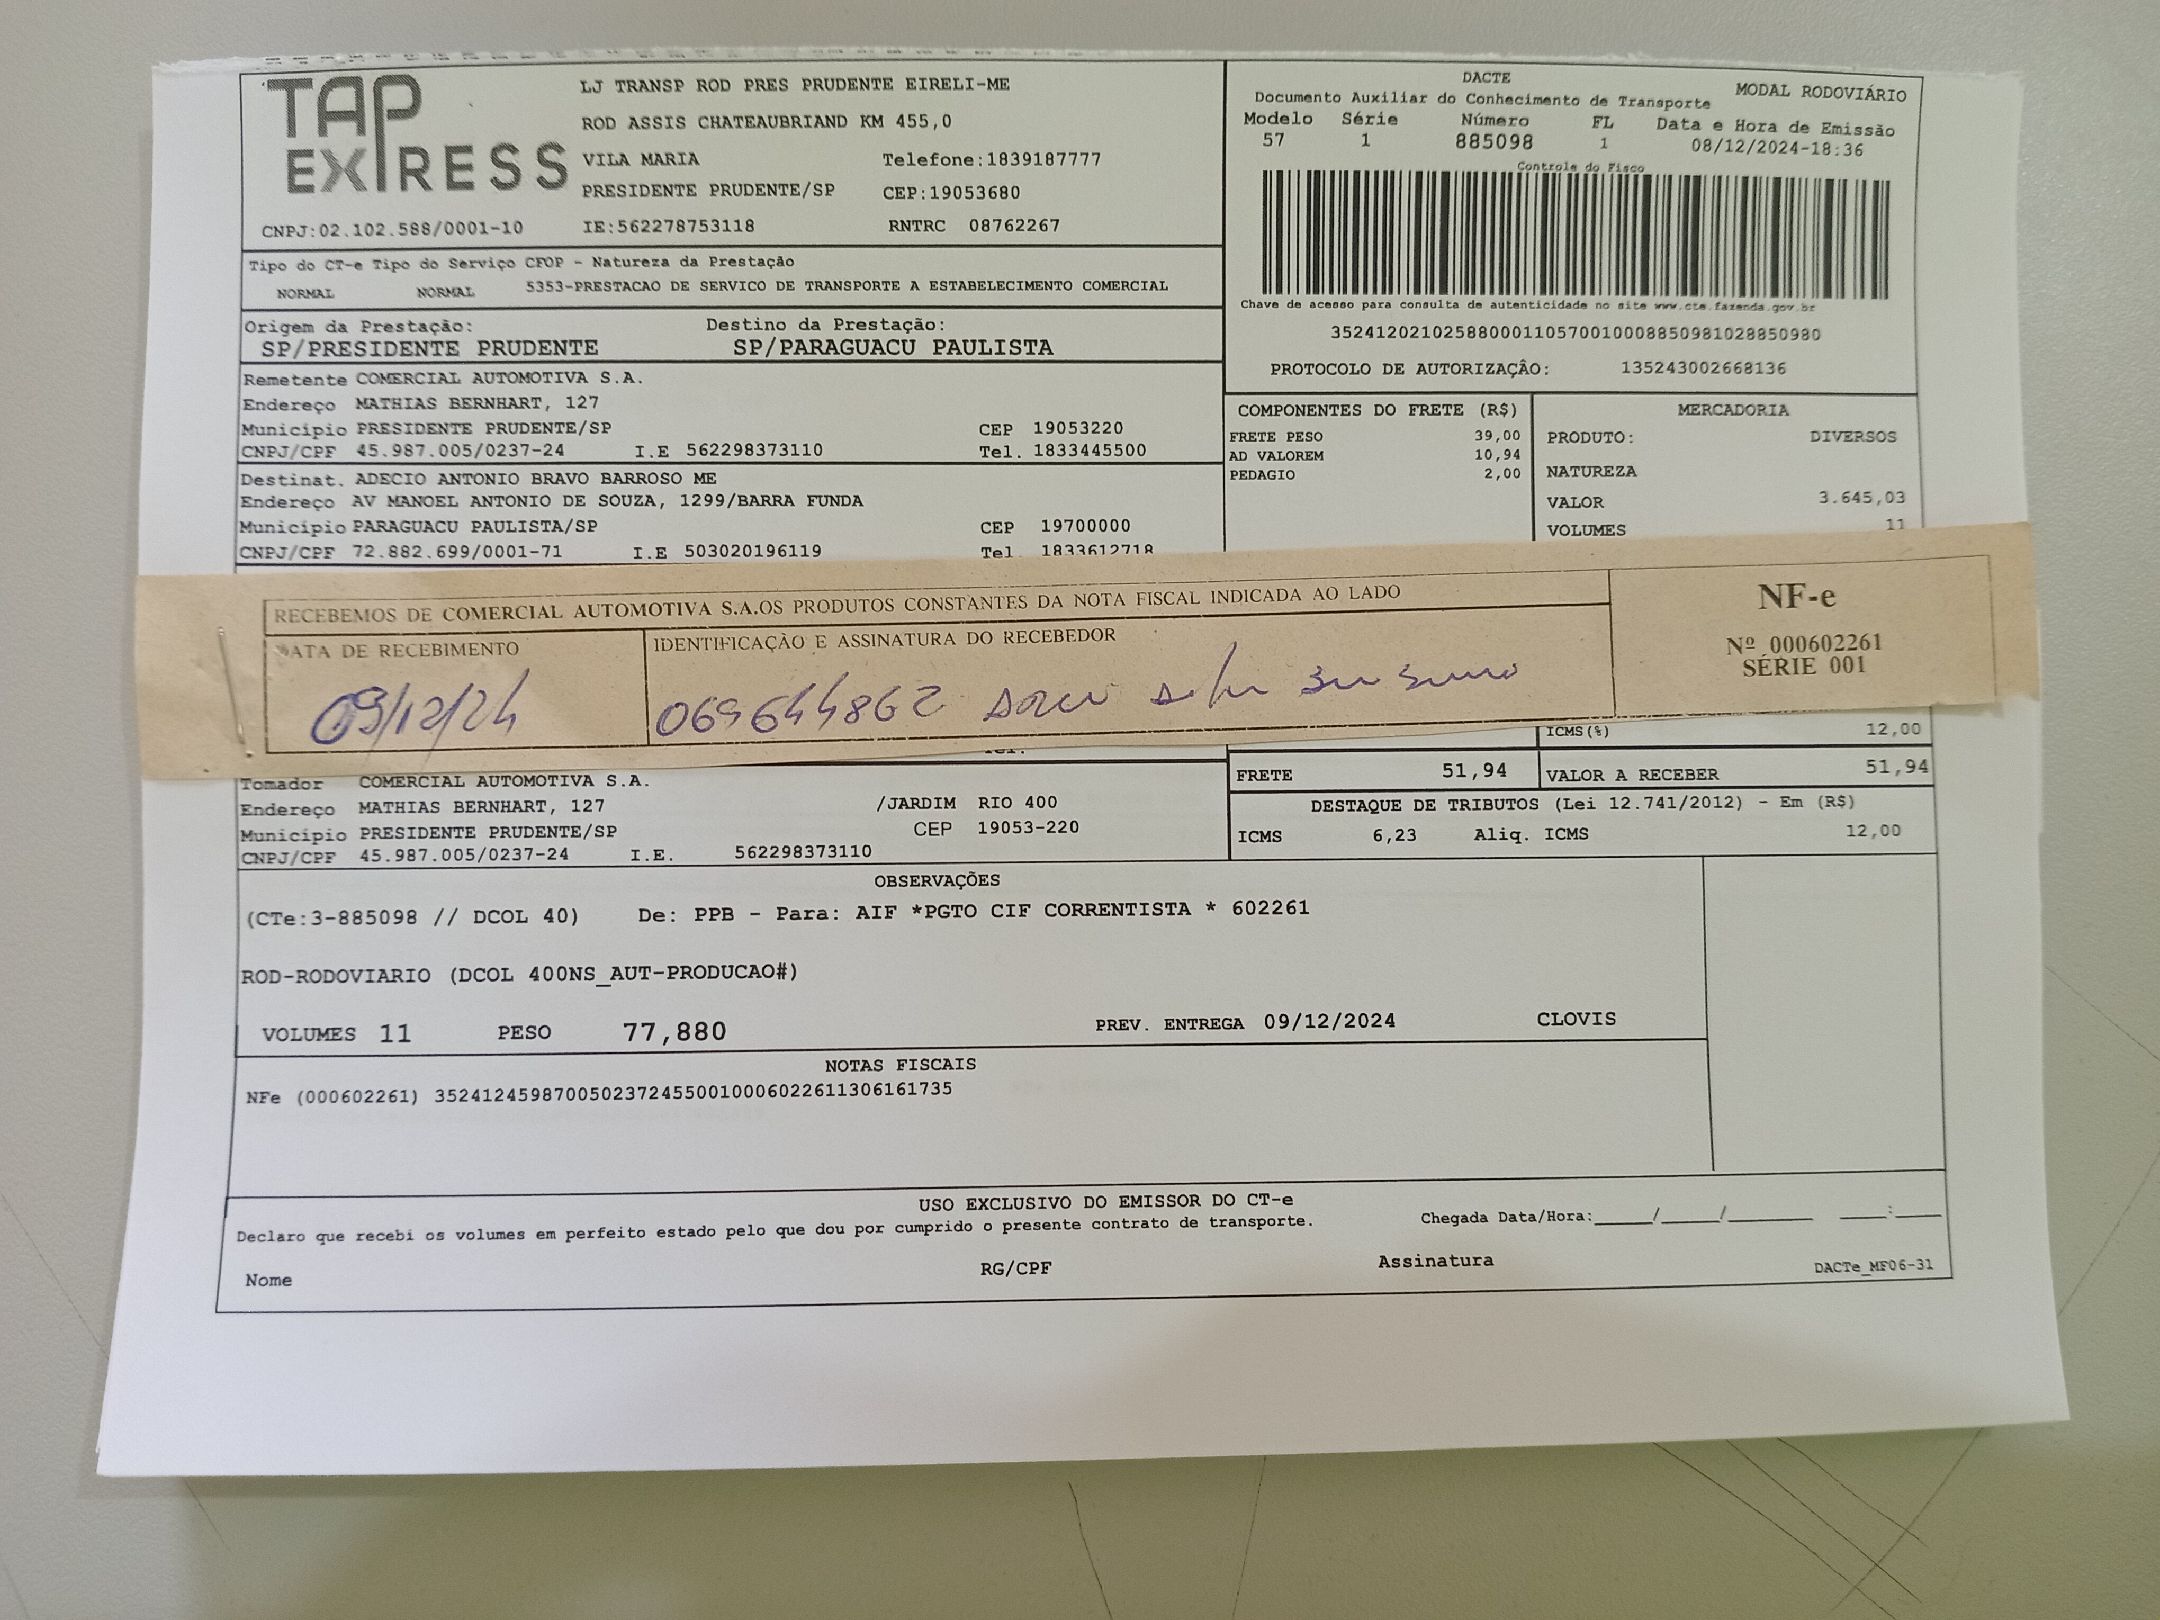 TAP EXPRESS
LJ TRANSP ROD PRES PRUDENTE EIRELI-ME
ROD ASSIS CHATEAUBRIAND KM 455,0
VILA MARIA Telefone:1839187777
PRESIDENTE PRUDENTE/SP CEP:19053680
CNPJ:02.102.588/0001-10 IE:562278753118 RNTRC 08762267
DACTE MODAL RODOVIÁRIO
Documento Auxiliar do Conhecimento de Transporte
Modelo Série Número FL Data e Hora de Emissão
57 1 885098 1 08/12/2024-18:36
Controle do Fisco
Chave de acesso para consulta de autenticidade no site www.cte.fazenda.gov.br
35241202102588000110570010008850981028850980
PROTOCOLO DE AUTORIZAÇÃO: 135243002668136
Tipo do CT-e Tipo do Serviço CFOP - Natureza da Prestação
NORMAL NORMAL 5353-PRESTACAO DE SERVICO DE TRANSPORTE A ESTABELECIMENTO COMERCIAL
Origem da Prestação: Destino da Prestação:
SP/PRESIDENTE PRUDENTE SP/PARAGUACU PAULISTA
Remetente COMERCIAL AUTOMOTIVA S.A.
Endereço MATHIAS BERNHART, 127
Município PRESIDENTE PRUDENTE/SP CEP 19053220
CNPJ/CPF 45.987.005/0237-24 I.E 562298373110 Tel. 1833445500
Destinat. ADECIO ANTONIO BRAVO BARROSO ME
Endereço AV MANOEL ANTONIO DE SOUZA, 1299/BARRA FUNDA
Município PARAGUACU PAULISTA/SP CEP 19700000
CNPJ/CPF 72.882.699/0001-71 I.E 503020196119 Tel 1833612718
COMPONENTES DO FRETE (R$) MERCADORIA
FRETE PESO 39,00 PRODUTO: DIVERSOS
AD VALOREM 10,94
PEDAGIO 2,00 NATUREZA
VALOR 3.645,03
VOLUMES 11
RECEBEMOS DE COMERCIAL AUTOMOTIVA S.A.OS PRODUTOS CONSTANTES DA NOTA FISCAL INDICADA AO LADO
DATA DE RECEBIMENTO IDENTIFICAÇÃO E ASSINATURA DO RECEBEDOR
09/12/24 069644862
NF-e
Nº 000602261
SÉRIE 001
ICMS(%) 12,00
FRETE 51,94 VALOR A RECEBER 51,94
DESTAQUE DE TRIBUTOS (Lei 12.741/2012) - Em (R$)
ICMS 6,23 Aliq. ICMS 12,00
Tomador COMERCIAL AUTOMOTIVA S.A.
Endereço MATHIAS BERNHART, 127 /JARDIM RIO 400
Município PRESIDENTE PRUDENTE/SP CEP 19053-220
CNPJ/CPF 45.987.005/0237-24 I.E. 562298373110
OBSERVAÇÕES
(CTe:3-885098 // DCOL 40) De: PPB - Para: AIF *PGTO CIF CORRENTISTA * 602261
ROD-RODOVIARIO (DCOL 400NS_AUT-PRODUCAO#)
VOLUMES 11 PESO 77,880 PREV. ENTREGA 09/12/2024 CLOVIS
NOTAS FISCAIS
NFe (000602261) 35241245987005023724550010006022611306161735
USO EXCLUSIVO DO EMISSOR DO CT-e
Declaro que recebi os volumes em perfeito estado pelo que dou por cumprido o presente contrato de transporte. Chegada Data/Hora:_____/_____/_______ ____:____
Nome RG/CPF Assinatura DACTe_MF06-31